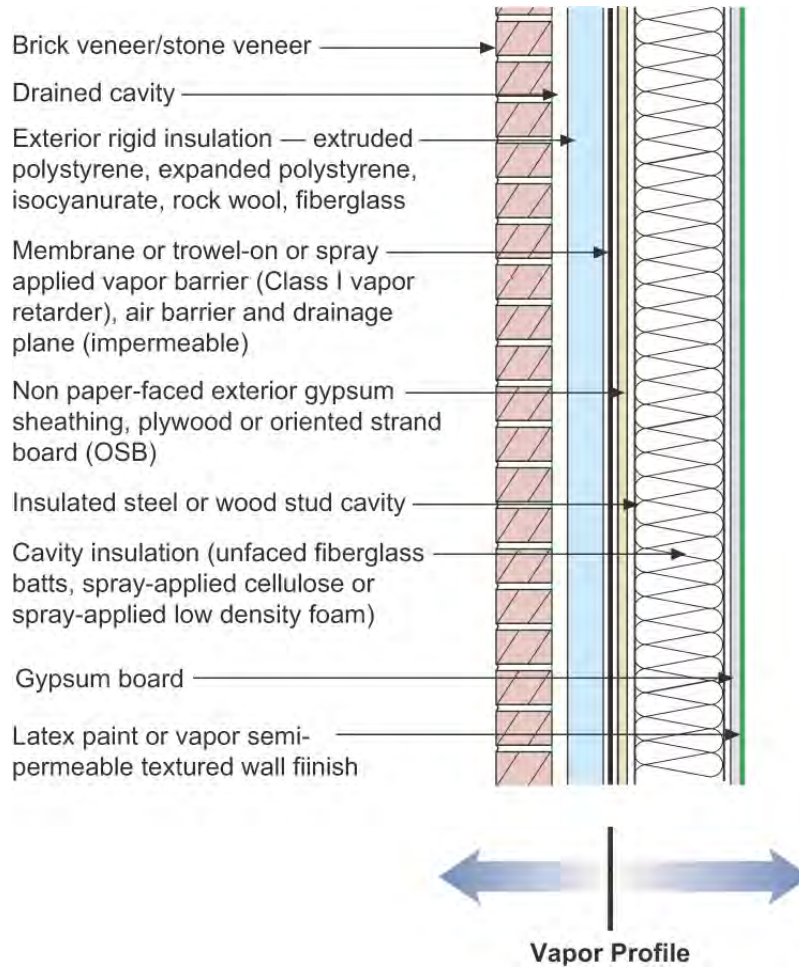 Brick veneer/stone veneer
Drained cavity
Exterior rigid insulation — extruded
polystyrene, expanded polystyrene,
isocyanurate, rock wool, fiberglass
Membrane or trowel-on or spray
applied vapor barrier (Class I vapor
retarder), air barrier and drainage
plane (impermeable)
Non paper-faced exterior gypsum
sheathing, plywood or oriented strand
board (OSB)
Insulated steel or wood stud cavity
Cavity insulation (unfaced fiberglass
batts, spray-applied cellulose or
spray-applied low density foam)
Gypsum board
Latex paint or vapor semi-
permeable textured wall fiinish
Vapor Profile